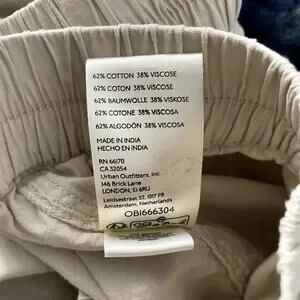 62% COTTON 38% VISCOSE
62% COTON 38% VISCOSE
62% BAUMWOLLE 38% VISKOSE
62% COTONE 38% VISCOSA
62% ALGODÓN 38% VISCOSA
MADE IN INDIA
HECHO EN INDIA
RN 66170
CA 32054
Urban Outfitters, Inc.
146 Brick Lane
LONDON, E1 6RU
Leidsestraat 32, 1017 PB
Amsterdam, Netherlands
OBI666304